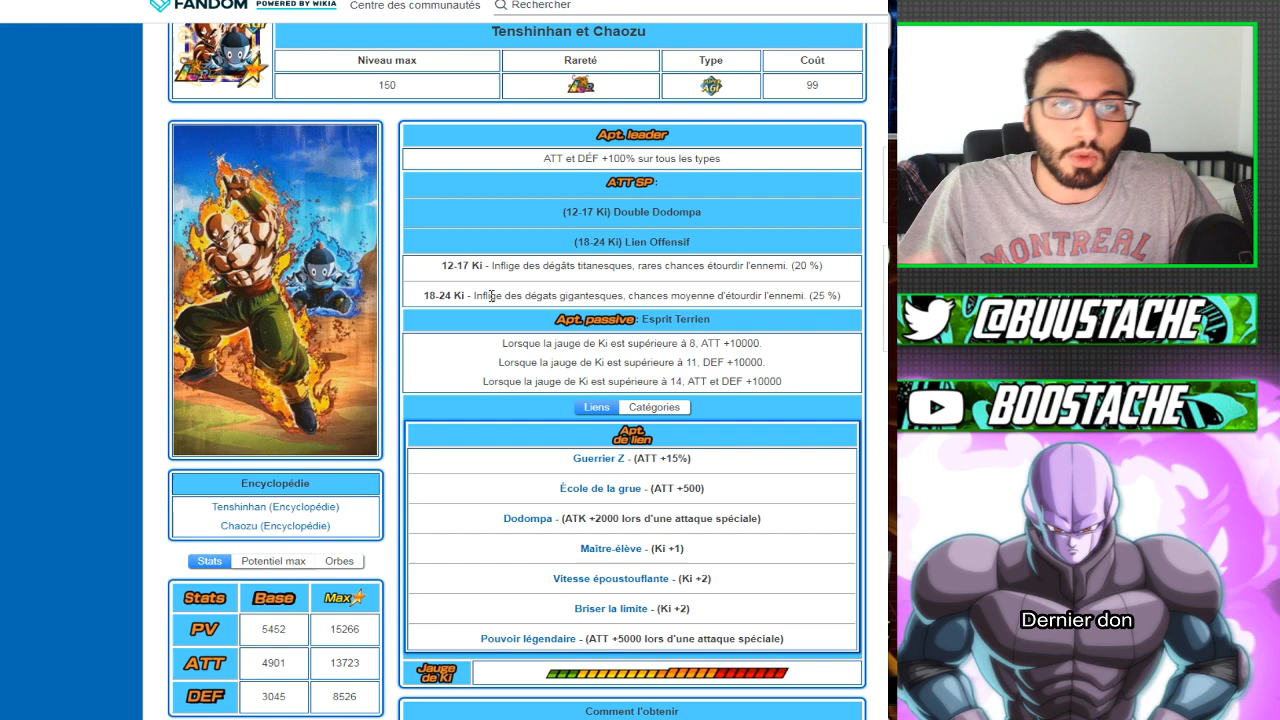 FANDOM
POWERED BY WIKIA
Centre des communautés
Rechercher
Tenshinhan et Chaozu
Niveau max
Rareté
Type
Coût
150
LR
AGI
99
Apt. leader
ATT et DÉF +100% sur tous les types
ATT SP :
(12-17 Ki) Double Dodompa
(18-24 Ki) Lien Offensif
12-17 Ki - Inflige des dégâts titanesques, rares chances étourdir l'ennemi. (20 %)
18-24 Ki - Inflige des dégats gigantesques, chances moyenne d'étourdir l'ennemi. (25 %)
Apt. passive : Esprit Terrien
Lorsque la jauge de Ki est supérieure à 8, ATT +10000.
Lorsque la jauge de Ki est supérieure à 11, DEF +10000.
Lorsque la jauge de Ki est supérieure à 14, ATT et DEF +10000
Liens
Catégories
Apt.
de lien
Guerrier Z - (ATT +15%)
École de la grue - (ATT +500)
Dodompa - (ATK +2000 lors d'une attaque spéciale)
Maître-élève - (Ki +1)
Vitesse époustouflante - (Ki +2)
Briser la limite - (Ki +2)
Pouvoir légendaire - (ATT +5000 lors d'une attaque spéciale)
Jauge
de Ki
Comment l'obtenir
Encyclopédie
Tenshinhan (Encyclopédie)
Chaozu (Encyclopédie)
Stats
Potentiel max
Orbes
Stats
Base
Max
PV
5452
15266
ATT
4901
13723
DEF
3045
8526
MONTREAL
@BUUSTACHE
BOOSTACHE
Dernier don